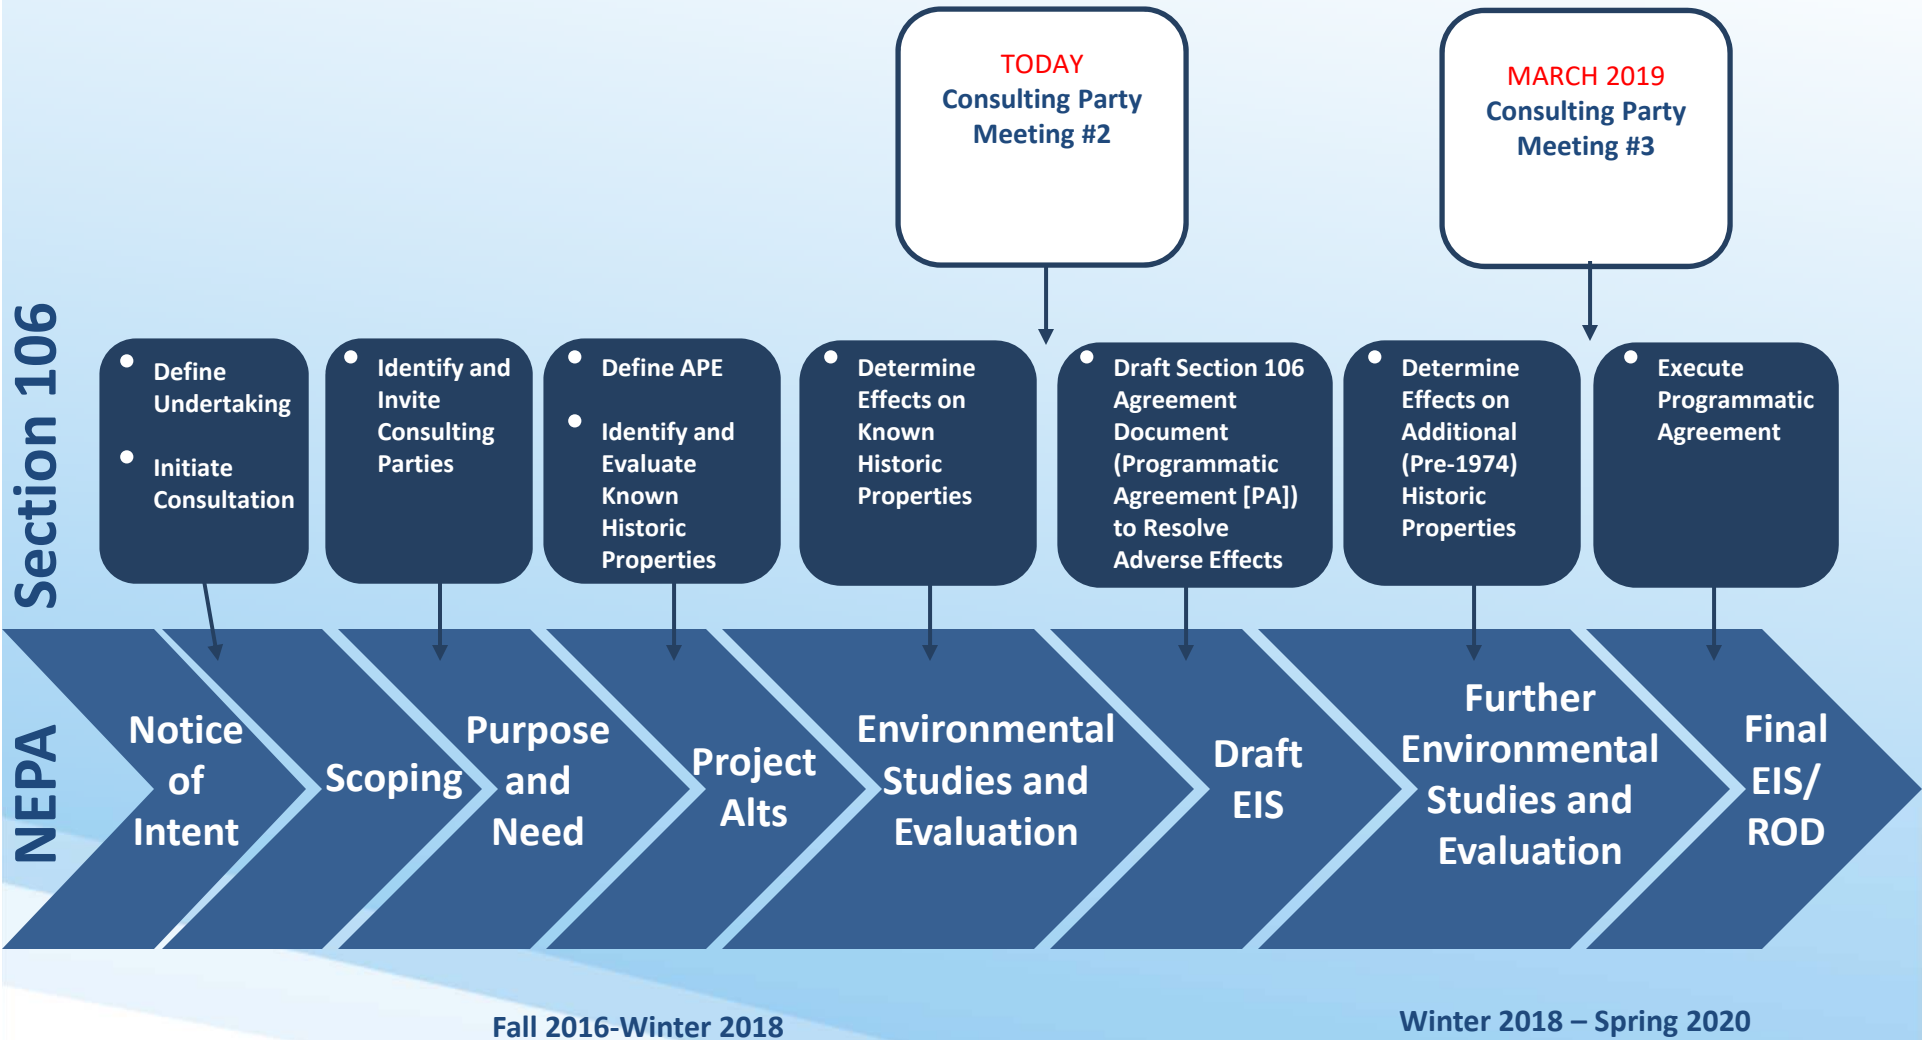 TODAY
Consulting Party
Meeting #2
MARCH 2019
Consulting Party
Meeting #3
Section 106
• Define
Undertaking
• Initiate
Consultation
• Identify and
Invite
Consulting
Parties
• Define APE
• Identify and
Evaluate
Known
Historic
Properties
• Determine
Effects on
Known
Historic
Properties
• Draft Section 106
Agreement
Document
(Programmatic
Agreement [PA])
to Resolve
Adverse Effects
• Determine
Effects on
Additional
(Pre-1974)
Historic
Properties
• Execute
Programmatic
Agreement
NEPA
Notice
of
Intent
Scoping
Purpose
and
Need
Project
Alts
Environmental
Studies and
Evaluation
Draft
EIS
Further
Environmental
Studies and
Evaluation
Final
EIS/
ROD
Fall 2016-Winter 2018
Winter 2018 – Spring 2020